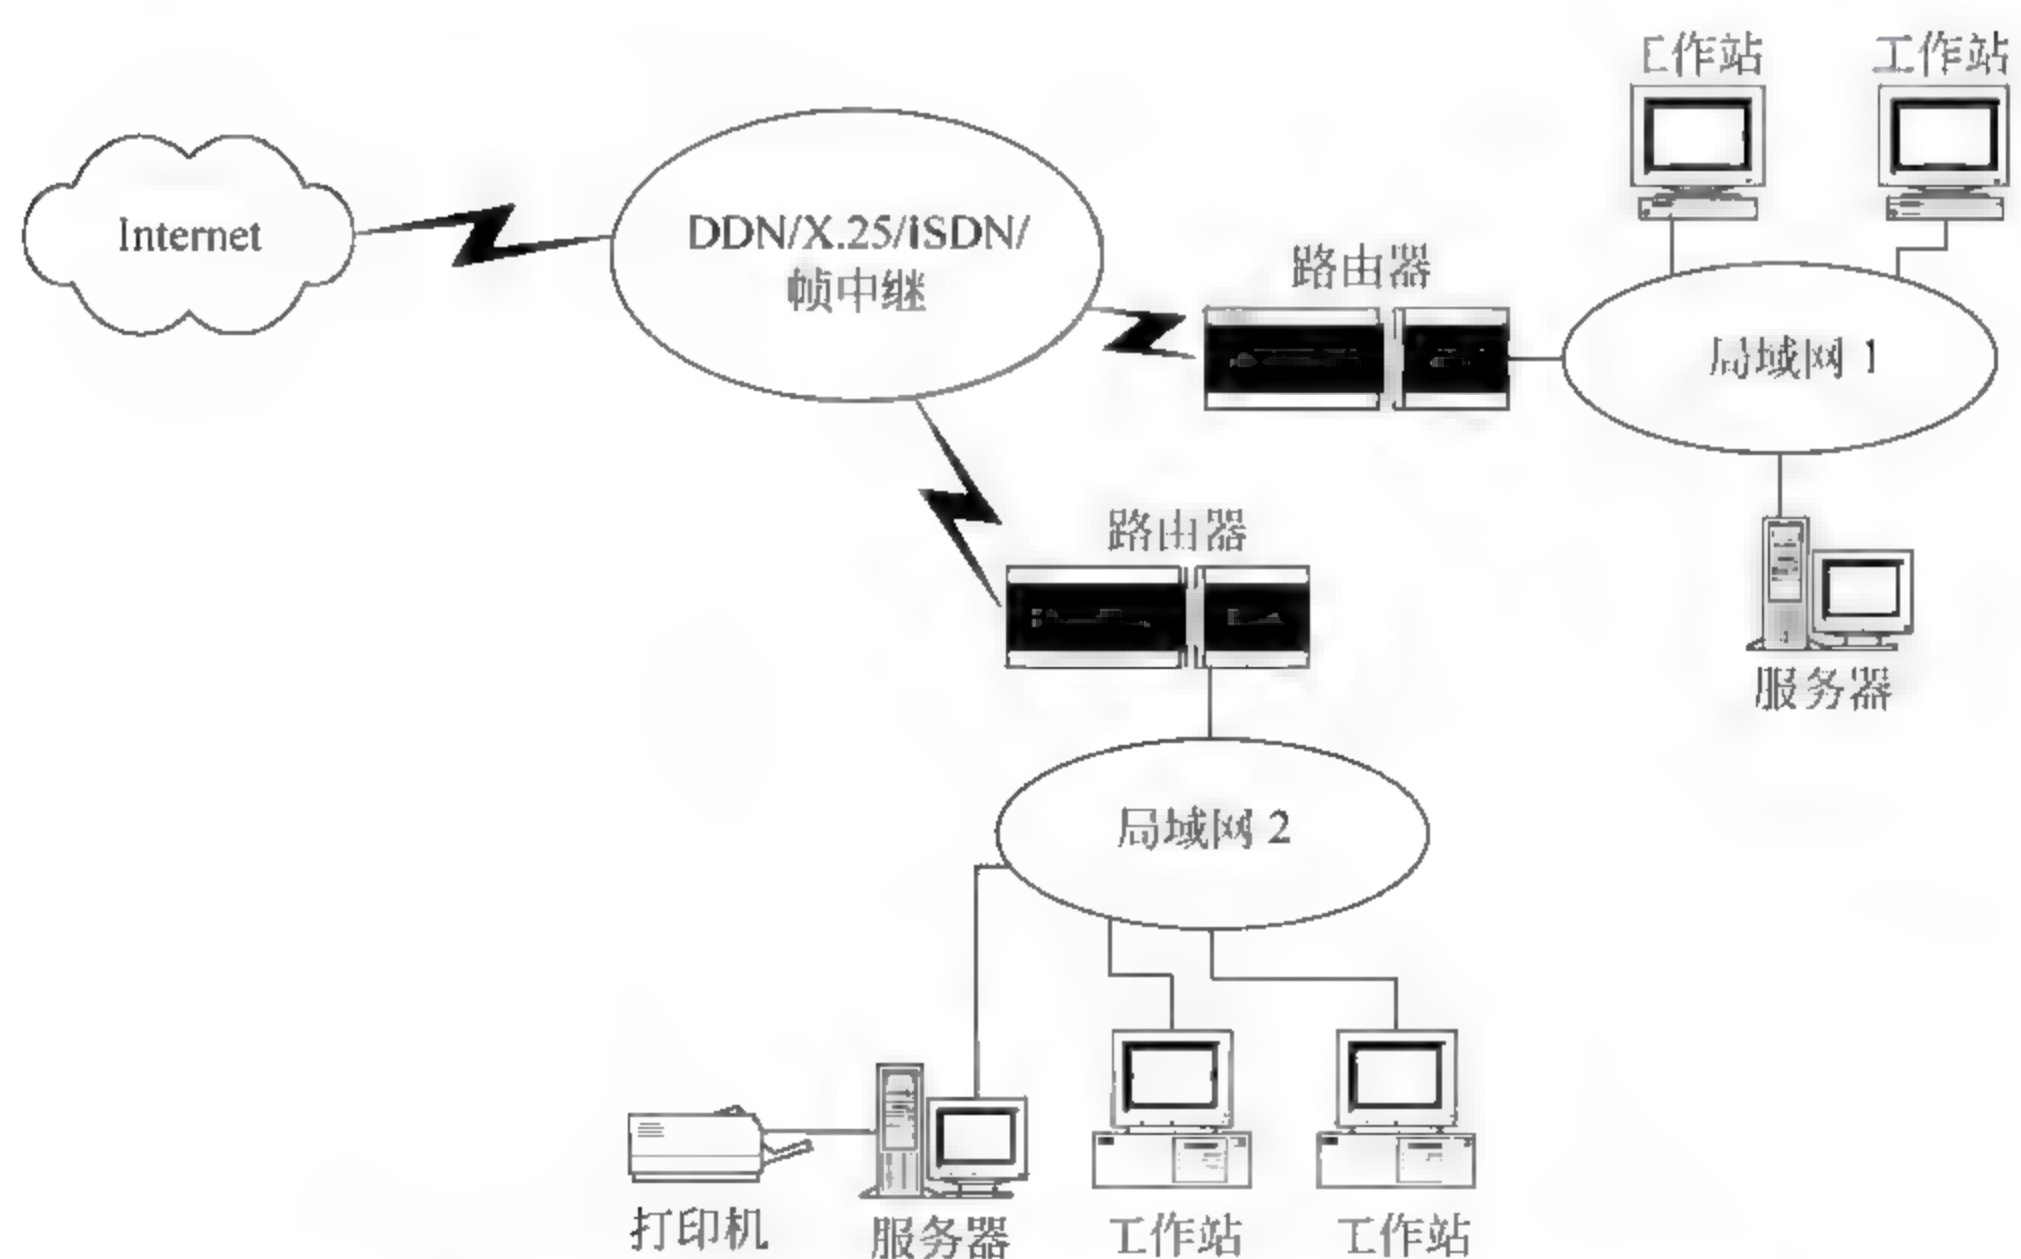 工作站
工作站
Internet
DDN/X.25/ISDN/
帧中继
路由器
局域网 1
路由器
服务器
局域网 2
打印机
服务器
工作站
工作站